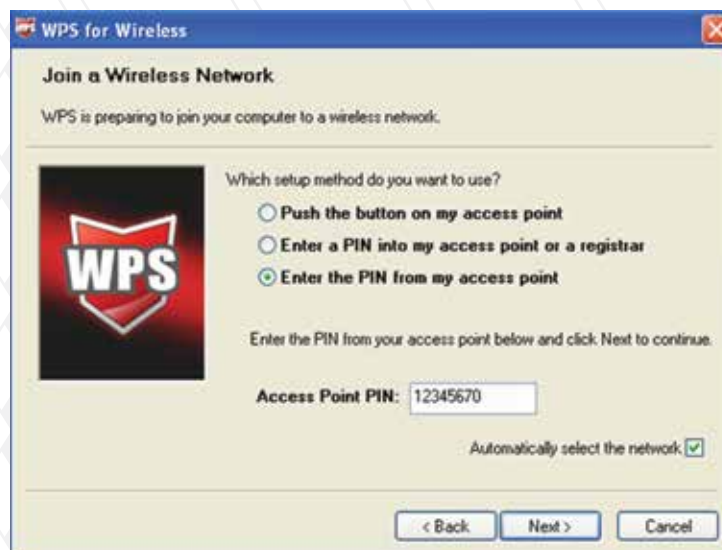 WPS for Wireless
Join a Wireless Network
WPS is preparing to join your computer to a wireless network.
WPS
Which setup method do you want to use?
Push the button on my access point
Enter a PIN into my access point or a registrar
Enter the PIN from my access point
Enter the PIN from your access point below and click Next to continue.
Access Point PIN: 12345670
Automatically select the network
< Back Next > Cancel